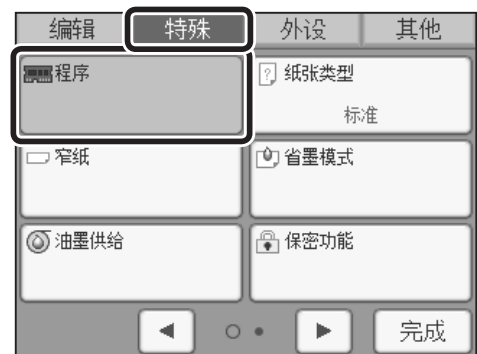 编辑 特殊 外设 其他
程序 纸张类型
标准
窄纸 省墨模式
油墨供给 保密功能
完成